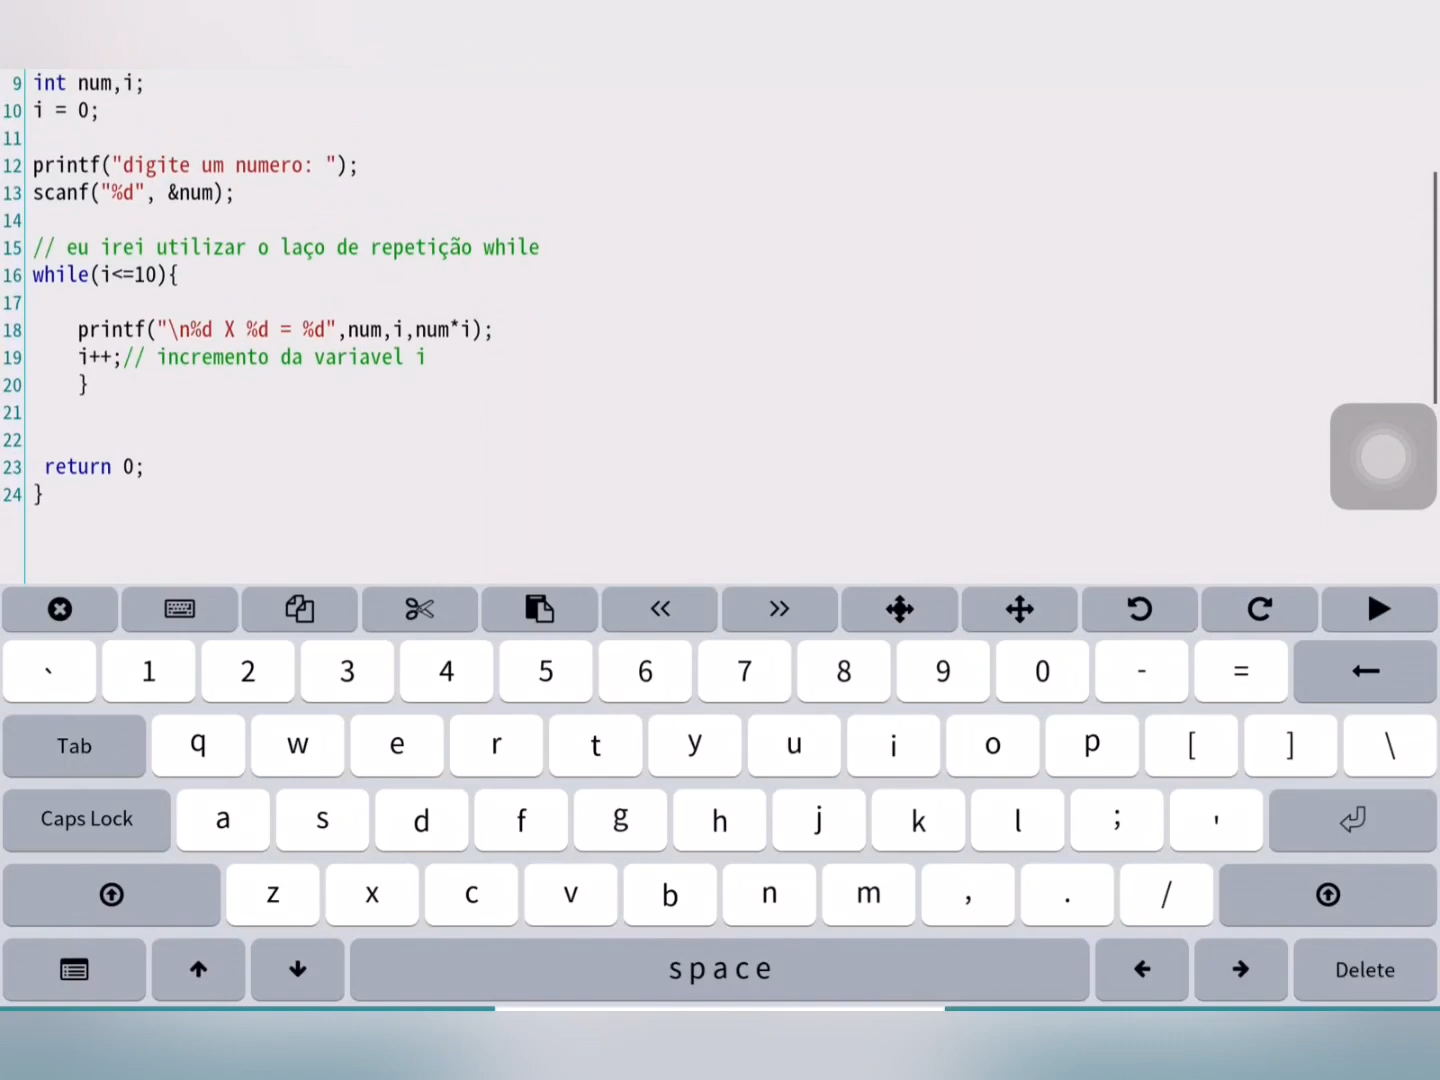 9 int num,i;
10 i = 0;
11
12 printf("digite um numero: ");
13 scanf("%d", &num);
14
15 // eu irei utilizar o laço de repetição while
16 while(i<=10){
17
18 printf("\n%d X %d = %d",num,i,num*i);
19 i++;// incremento da variavel i
20 }
21
22
23 return 0;
24 }
` 1 2 3 4 5 6 7 8 9 0 - =
Tab q w e r t y u i o p [ ] \
Caps Lock a s d f g h j k l ; '
z x c v b n m , . /
space Delete